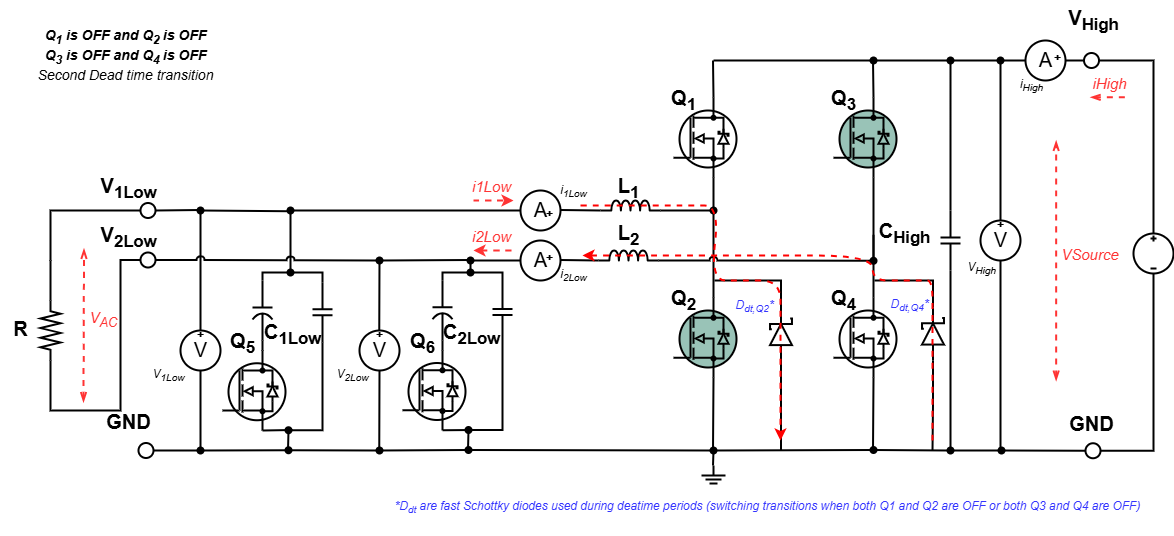 Q1 is OFF and Q2 is OFF
Q3 is OFF and Q4 is OFF
Second Dead time transition
VHigh
A+
iHigh
iHigh
Q1
Q3
V1Low
i1Low
A+
i1Low
L1
V2Low
i2Low
A+
i2Low
L2
CHigh
V
+
VHigh
VSource
+
-
R
VAC
V
+
V1Low
Q5
C1Low
V
+
V2Low
Q6
C2Low
Q2
Ddt,Q2*
Q4
Ddt,Q4*
GND
GND
*Ddt are fast Schottky diodes used during deatime periods (switching transitions when both Q1 and Q2 are OFF or both Q3 and Q4 are OFF)